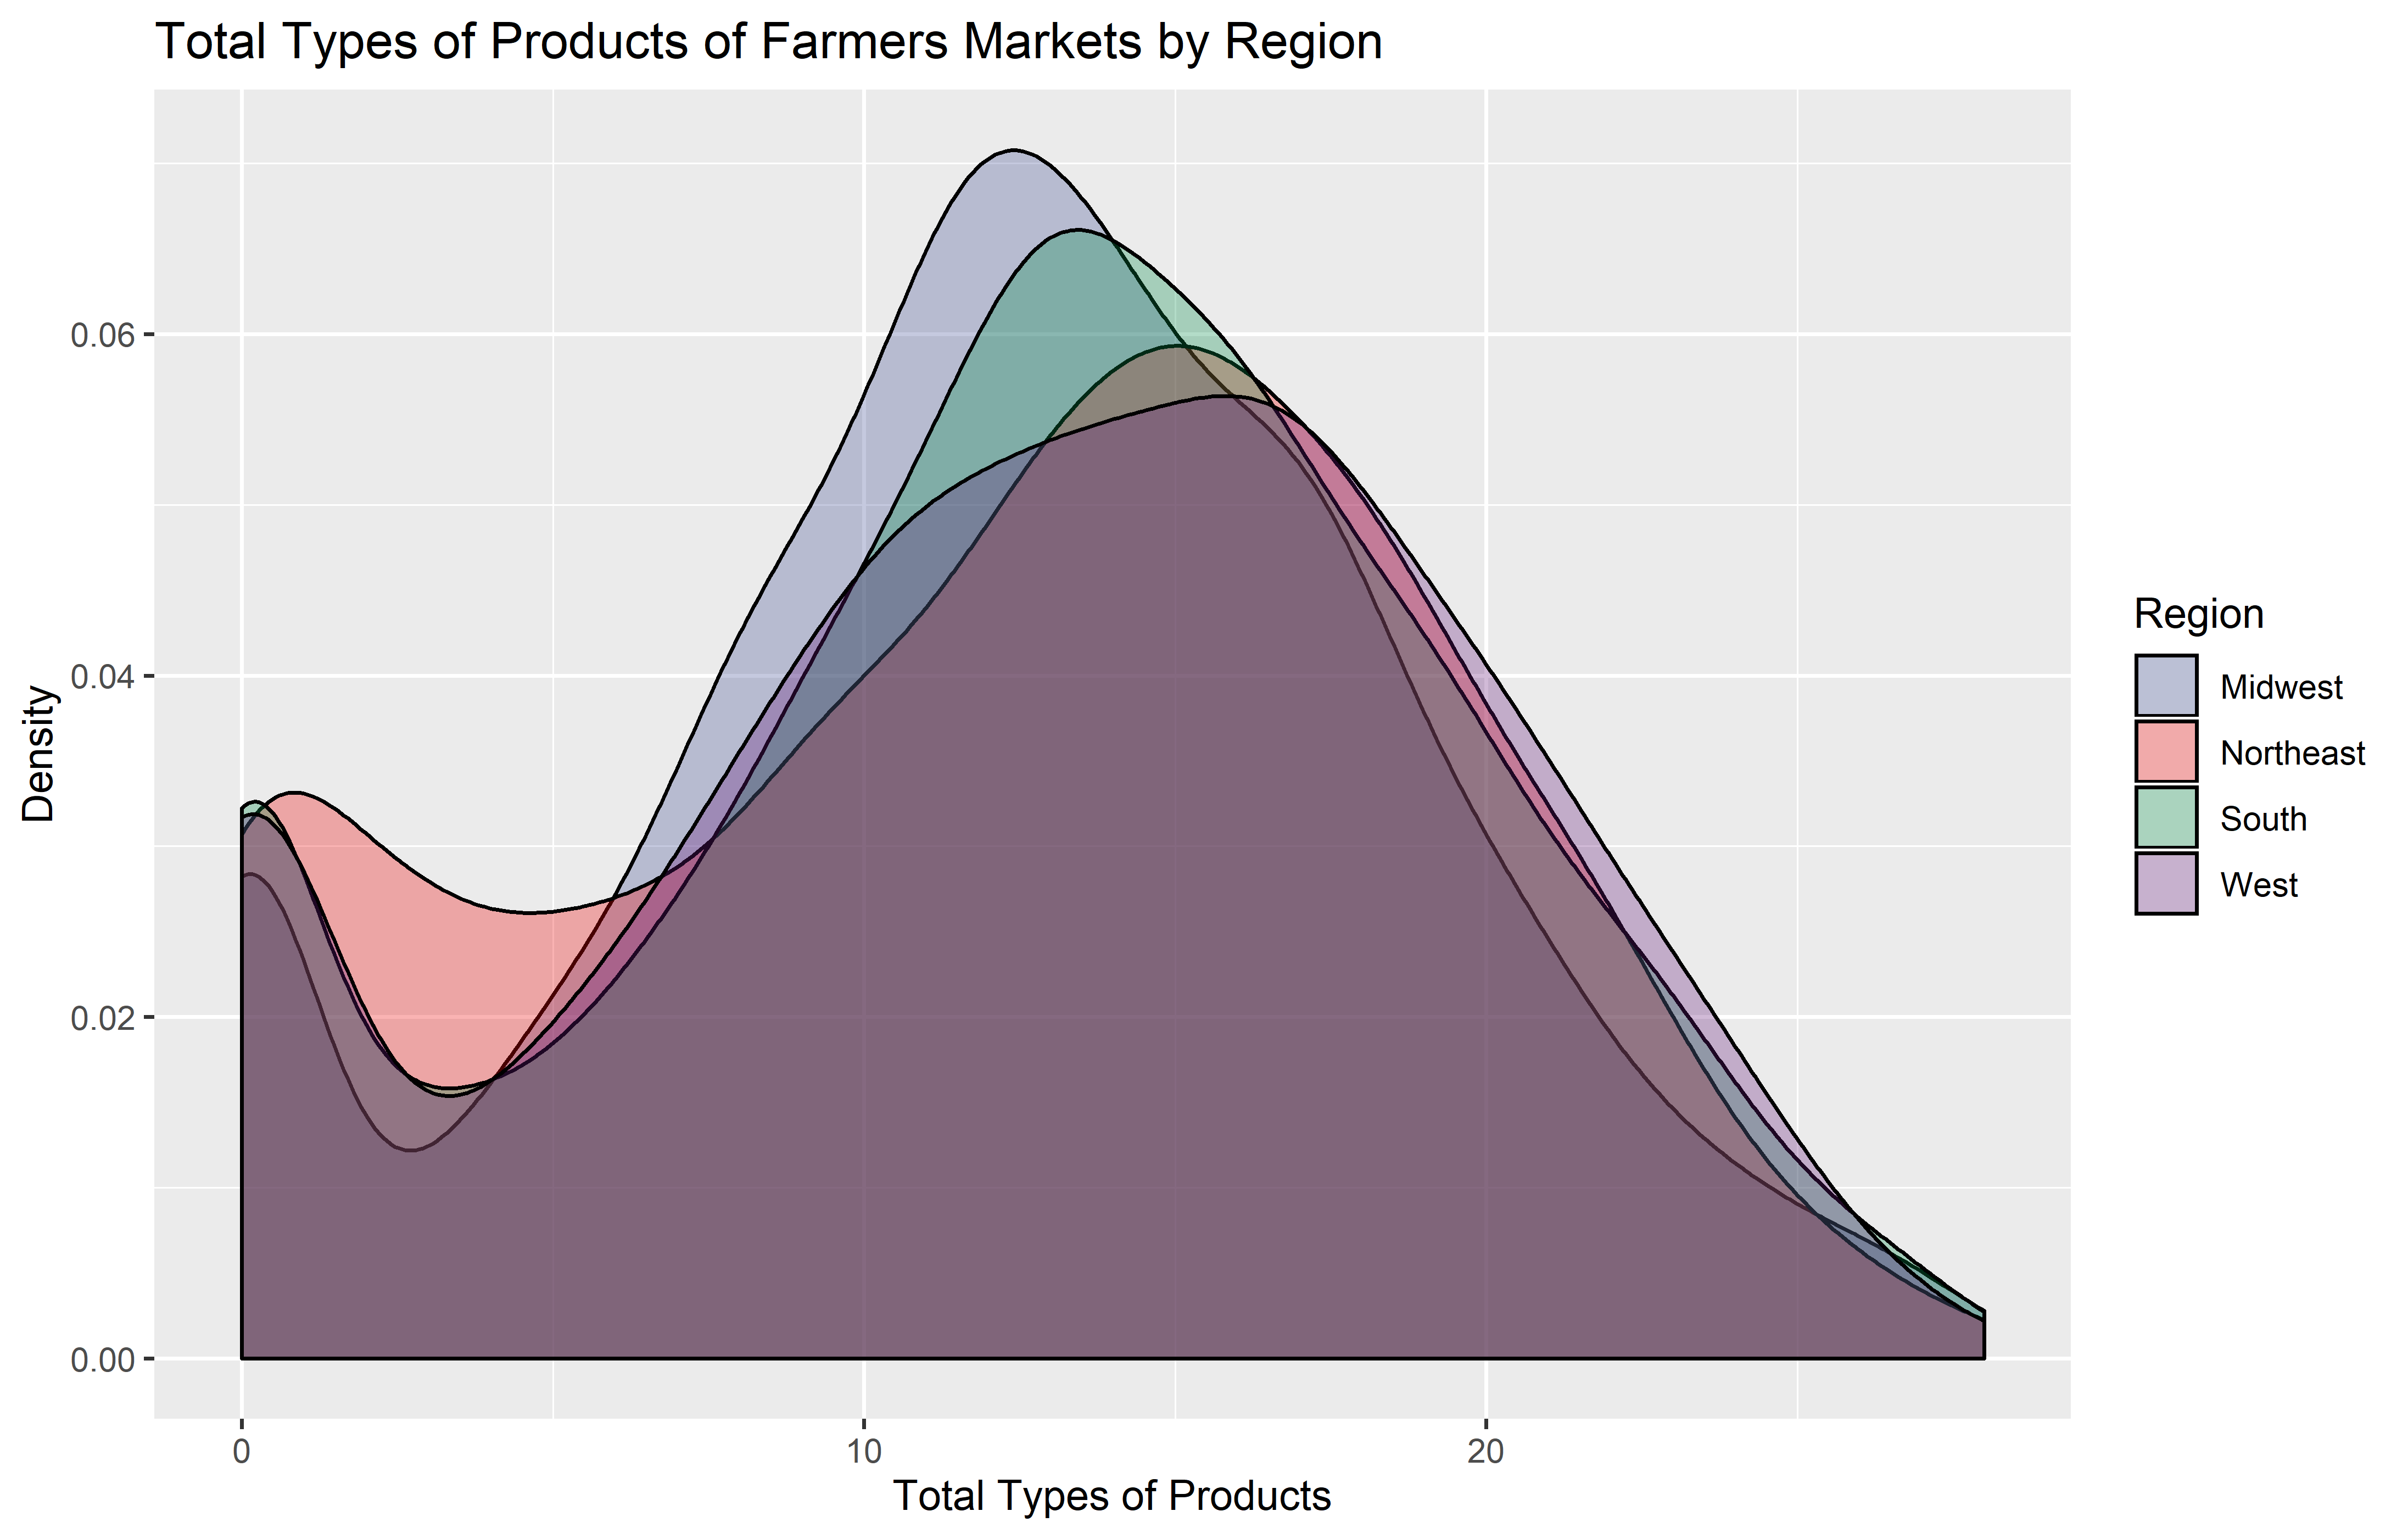 Total Types of Products of Farmers Markets by Region
0.06
0.04
0.02
0.00
Density
0
10
20
Total Types of Products
Region
Midwest
Northeast
South
West